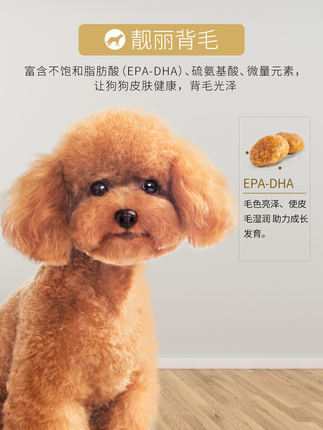 靓丽背毛
富含不饱和脂肪酸（EPA-DHA）、硫氨基酸、微量元素，
让狗狗皮肤健康，背毛光泽
EPA-DHA
毛色亮泽、使皮
毛湿润 助力成长
发育。